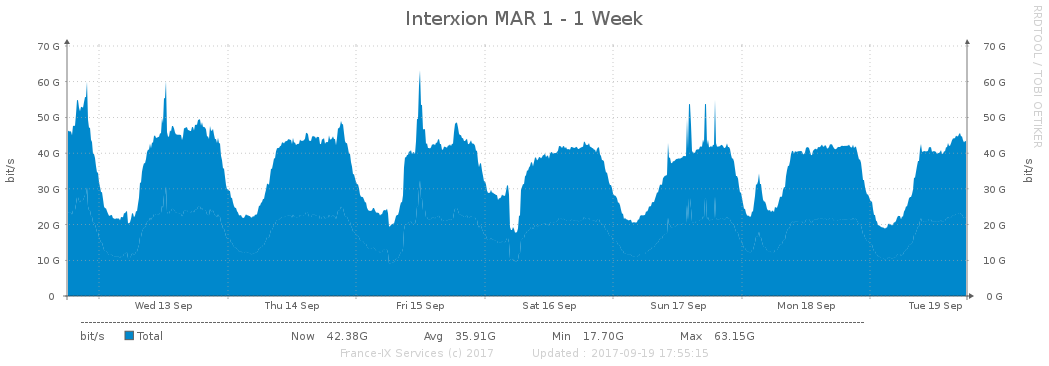 Interxion MAR 1 - 1 Week
RRDTOOL / TOBI OETIKER
70 G 70 G
60 G 60 G
50 G 50 G
40 G 40 G
30 G 30 G
20 G 20 G
10 G 10 G
0 0 G
bit/s
bit/s
Wed 13 Sep Thu 14 Sep Fri 15 Sep Sat 16 Sep Sun 17 Sep Mon 18 Sep Tue 19 Sep
bit/s Total Now 42.38G Avg 35.91G Min 17.70G Max 63.15G
France-IX Services (c) 2017 Updated : 2017-09-19 17:55:15